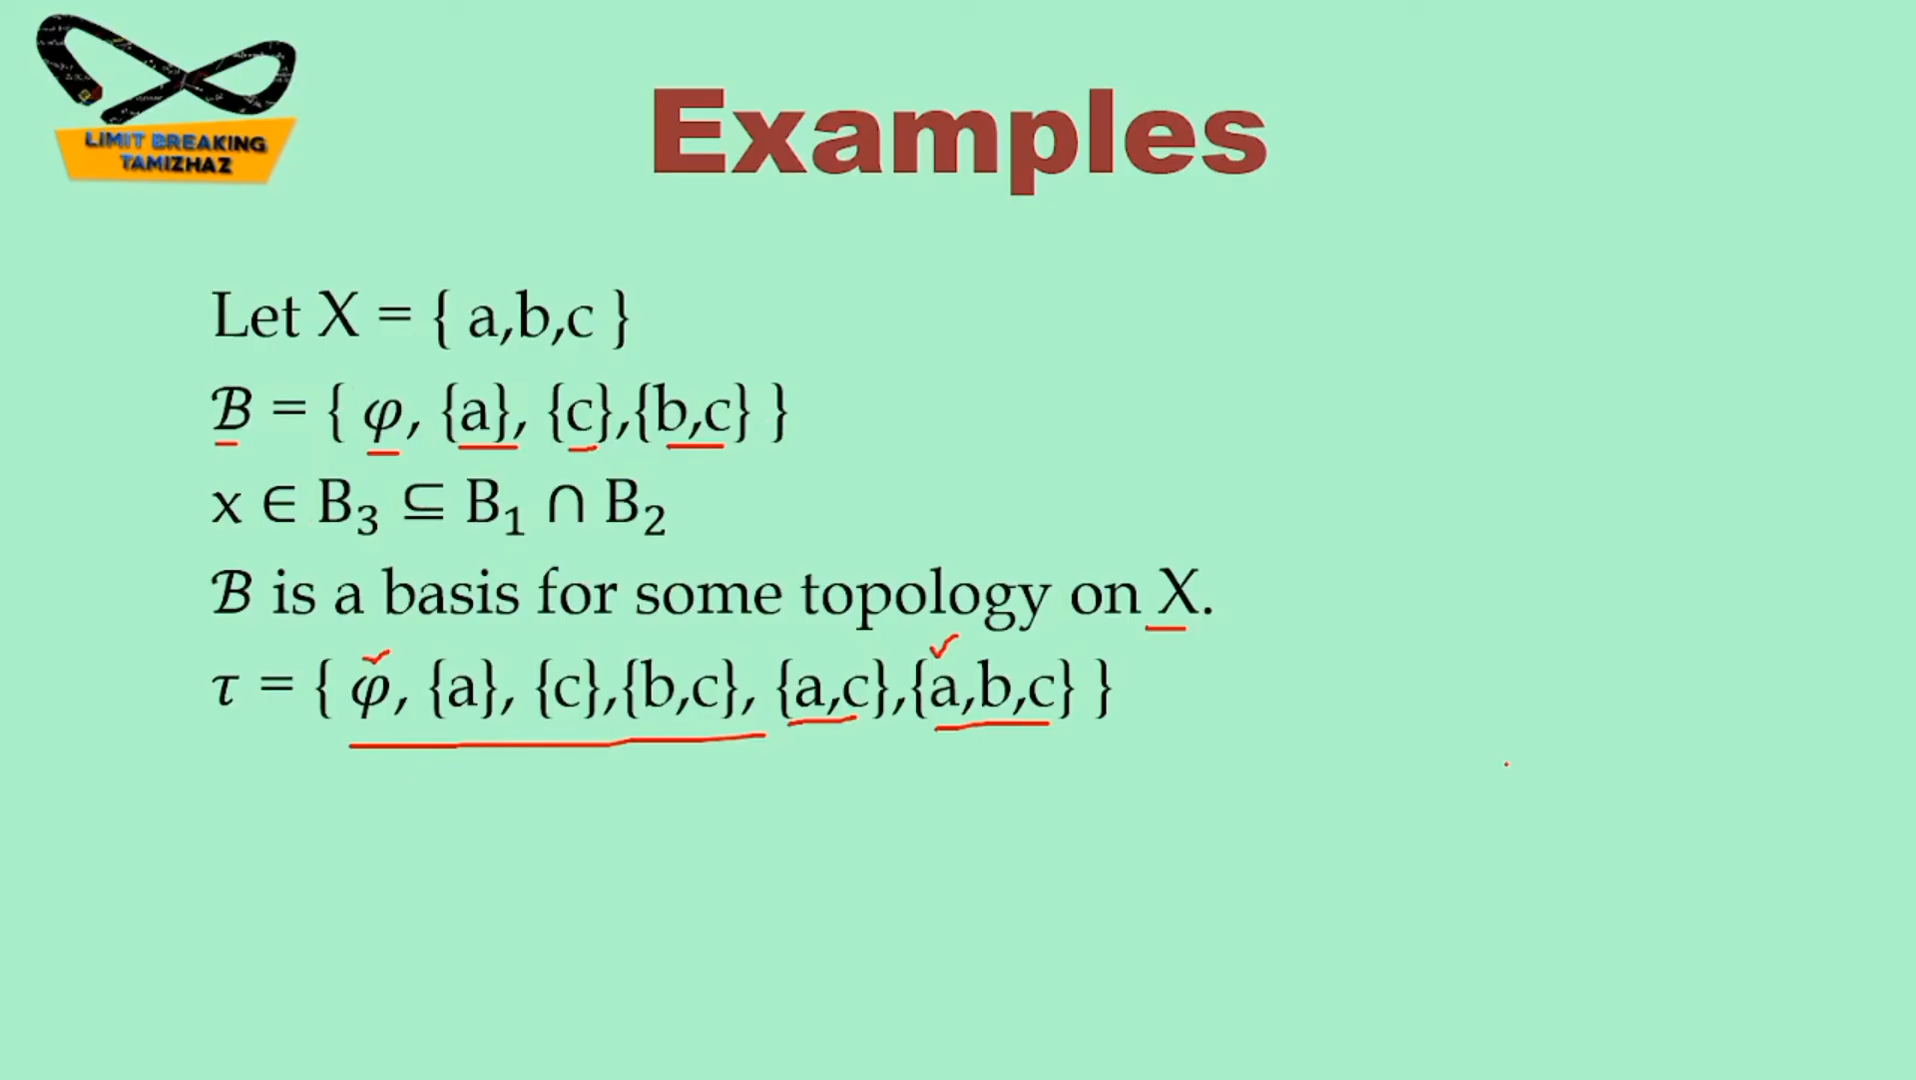 LIMIT BREAKING
TAMIZHAZ
Examples
Let X = { a,b,c }
ℬ = { φ, {a}, {c},{b,c} }
x ∈ B₃ ⊆ B₁ ∩ B₂
ℬ is a basis for some topology on X.
τ = { φ, {a}, {c},{b,c}, {a,c},{a,b,c} }